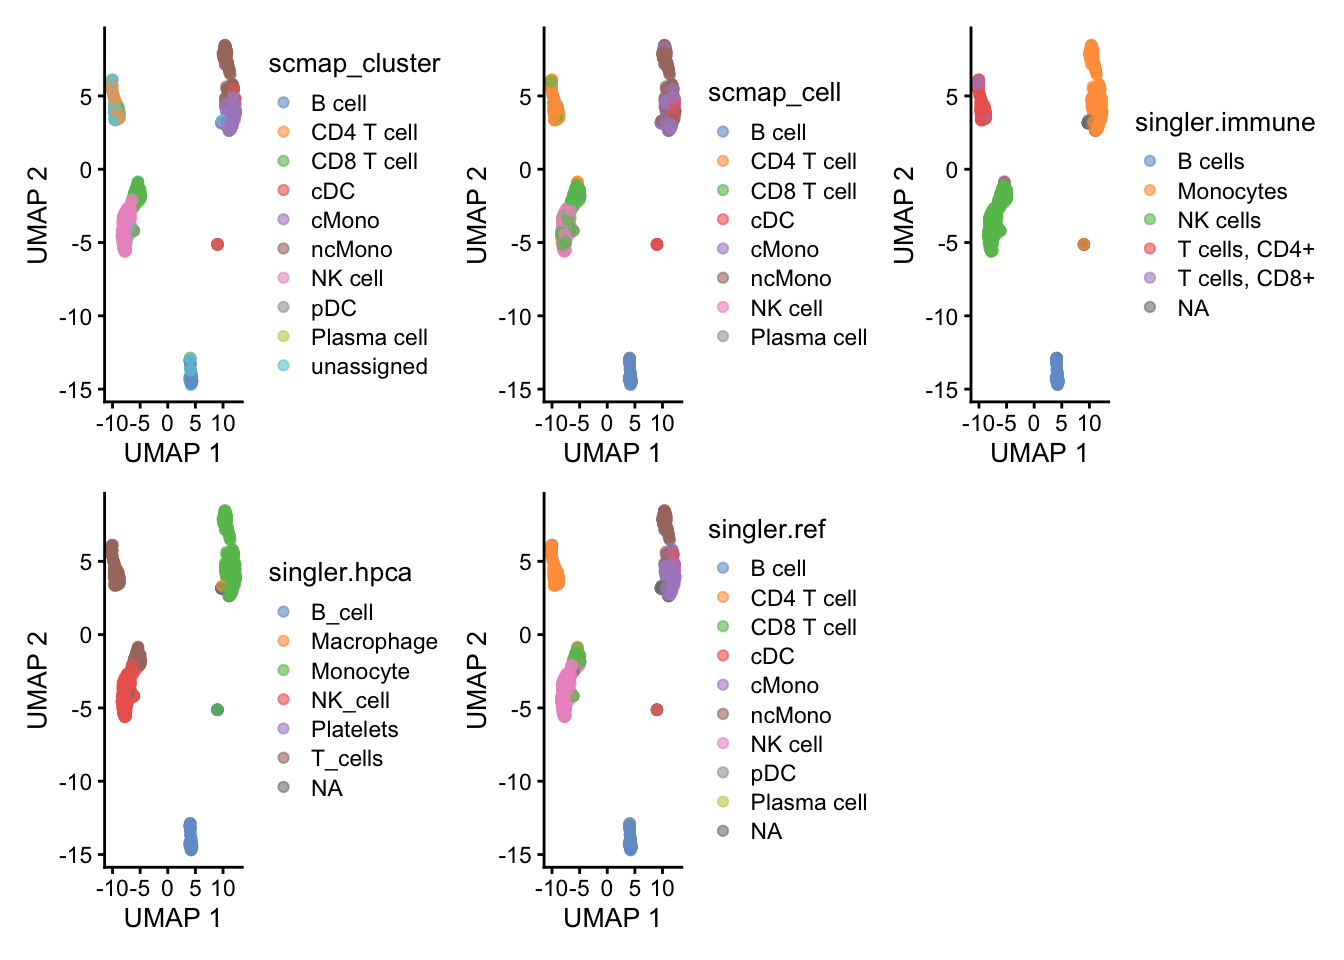 scmap_cluster
B cell
CD4 T cell
CD8 T cell
cDC
cMono
ncMono
NK cell
pDC
Plasma cell
unassigned
5
0
-5
-10
-15
UMAP 2
-10 -5 0 5 10
UMAP 1
scmap_cell
B cell
CD4 T cell
CD8 T cell
cDC
cMono
ncMono
NK cell
Plasma cell
5
0
-5
-10
-15
UMAP 2
-10 -5 0 5 10
UMAP 1
singler.immune
B cells
Monocytes
NK cells
T cells, CD4+
T cells, CD8+
NA
5
0
-5
-10
-15
UMAP 2
-10 -5 0 5 10
UMAP 1
singler.hpca
B_cell
Macrophage
Monocyte
NK_cell
Platelets
T_cells
NA
5
0
-5
-10
-15
UMAP 2
-10 -5 0 5 10
UMAP 1
singler.ref
B cell
CD4 T cell
CD8 T cell
cDC
cMono
ncMono
NK cell
pDC
Plasma cell
NA
5
0
-5
-10
-15
UMAP 2
-10 -5 0 5 10
UMAP 1